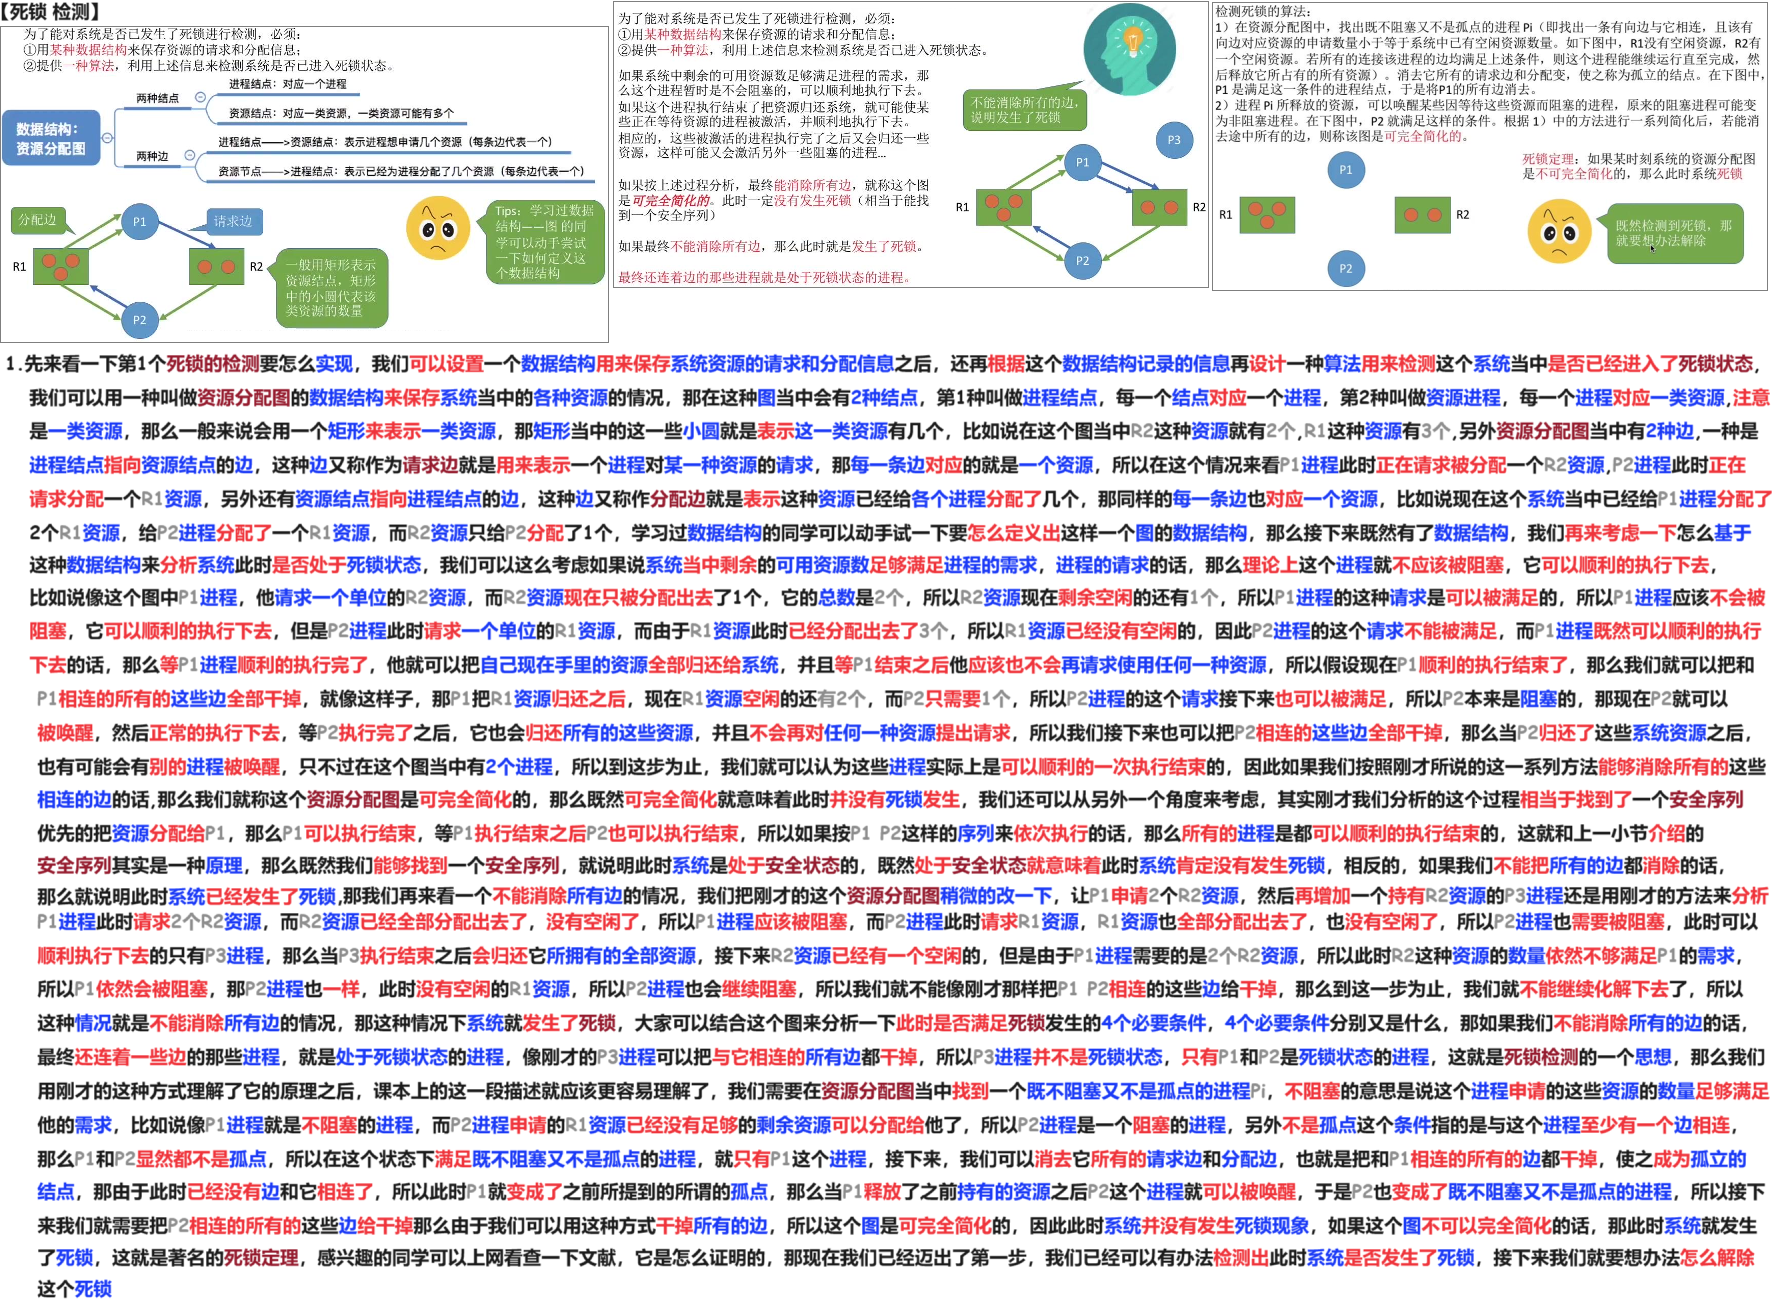 【死锁 检测】
为了能对系统是否已发生了死锁进行检测，必须：
①用某种数据结构来保存资源的请求和分配信息；
②提供一种算法，利用上述信息来检测系统是否已进入死锁状态。
数据结构：
资源分配图
两种结点
进程结点：对应一个进程
资源结点：对应一类资源，一类资源可能有多个
两种边
进程结点——>资源结点：表示进程想申请几个资源（每条边代表一个）
资源节点——>进程结点：表示已经为进程分配了几个资源（每条边代表一个）
分配边
P1
请求边
R1
R2
P2
一般用矩形表示
资源结点，矩形
中的小圆代表该
类资源的数量
Tips：学习过数据
结构——图 的同
学可以动手尝试
一下如何定义这
个数据结构
为了能对系统是否已发生了死锁进行检测，必须：
①用某种数据结构来保存资源的请求和分配信息；
②提供一种算法，利用上述信息来检测系统是否已进入死锁状态。
如果系统中剩余的可用资源数足够满足进程的需求，那
么这个进程暂时是不会阻塞的，可以顺利地执行下去。
如果这个进程执行结束了把资源归还系统，就可能使某
些正在等待资源的进程被激活，并顺利地执行下去。
相应的，这些被激活的进程执行完了之后又会归还一些
资源，这样可能又会激活另外一些阻塞的进程...
如果按上述过程分析，最终能消除所有边，就称这个图
是可完全简化的。此时一定没有发生死锁（相当于能找
到一个安全序列）
如果最终不能消除所有边，那么此时就是发生了死锁。
最终还连着边的那些进程就是处于死锁状态的进程。
不能消除所有的边，
说明发生了死锁
P3
P1
R1
R2
P2
检测死锁的算法：
1）在资源分配图中，找出既不阻塞又不是孤点的进程 Pi（即找出一条有向边与它相连，且该有
向边对应资源的申请数量小于等于系统中已有空闲资源数量。如下图中，R1没有空闲资源，R2有
一个空闲资源。若所有的连接该进程的边均满足上述条件，则这个进程能继续运行直至完成，然
后释放它所占有的所有资源）。消去它所有的请求边和分配变，使之称为孤立的结点。在下图中，
P1 是满足这一条件的进程结点，于是将P1的所有边消去。
2）进程 Pi 所释放的资源，可以唤醒某些因等待这些资源而阻塞的进程，原来的阻塞进程可能变
为非阻塞进程。在下图中，P2 就满足这样的条件。根据 1）中的方法进行一系列简化后，若能消
去途中所有的边，则称该图是可完全简化的。
P1
R1
R2
P2
死锁定理：如果某时刻系统的资源分配图
是不可完全简化的，那么此时系统死锁
既然检测到死锁，那
就要想办法解除
1.先来看一下第1个死锁的检测要怎么实现，我们可以设置一个数据结构用来保存系统资源的请求和分配信息之后，还再根据这个数据结构记录的信息再设计一种算法用来检测这个系统当中是否已经进入了死锁状态，
我们可以用一种叫做资源分配图的数据结构来保存系统当中的各种资源的情况，那在这种图当中会有2种结点，第1种叫做进程结点，每一个结点对应一个进程，第2种叫做资源进程，每一个进程对应一类资源,注意
是一类资源，那么一般来说会用一个矩形来表示一类资源，那矩形当中的这一些小圆就是表示这一类资源有几个，比如说在这个图当中R2这种资源就有2个,R1这种资源有3个,另外资源分配图当中有2种边,一种是
进程结点指向资源结点的边，这种边又称作为请求边就是用来表示一个进程对某一种资源的请求，那每一条边对应的就是一个资源，所以在这个情况来看P1进程此时正在请求被分配一个R2资源,P2进程此时正在
请求分配一个R1资源，另外还有资源结点指向进程结点的边，这种边又称作分配边就是表示这种资源已经给各个进程分配了几个，那同样的每一条边也对应一个资源，比如说现在这个系统当中已经给P1进程分配了
2个R1资源，给P2进程分配了一个R1资源，而R2资源只给P2分配了1个，学习过数据结构的同学可以动手试一下要怎么定义出这样一个图的数据结构，那么接下来既然有了数据结构，我们再来考虑一下怎么基于
这种数据结构来分析系统此时是否处于死锁状态，我们可以这么考虑如果说系统当中剩余的可用资源数足够满足进程的需求，进程的请求的话，那么理论上这个进程就不应该被阻塞，它可以顺利的执行下去，
比如说像这个图中P1进程，他请求一个单位的R2资源，而R2资源现在只被分配出去了1个，它的总数是2个，所以R2资源现在剩余空闲的还有1个，所以P1进程的这种请求是可以被满足的，所以P1进程应该不会被
阻塞，它可以顺利的执行下去，但是P2进程此时请求一个单位的R1资源，而由于R1资源此时已经分配出去了3个，所以R1资源已经没有空闲的，因此P2进程的这个请求不能被满足，而P1进程既然可以顺利的执行
下去的话，那么等P1进程顺利的执行完了，他就可以把自己现在手里的资源全部归还给系统，并且等P1结束之后他应该也不会再请求使用任何一种资源，所以假设现在P1顺利的执行结束了，那么我们就可以把和
P1相连的所有的这些边全部干掉，就像这样子，那P1把R1资源归还之后，现在R1资源空闲的还有2个，而P2只需要1个，所以P2进程的这个请求接下来也可以被满足，所以P2本来是阻塞的，那现在P2就可以
被唤醒，然后正常的执行下去，等P2执行完了之后，它也会归还所有的这些资源，并且不会再对任何一种资源提出请求，所以我们接下来也可以把P2相连的这些边全部干掉，那么当P2归还了这些系统资源之后，
也有可能会有别的进程被唤醒，只不过在这个图当中有2个进程，所以到这步为止，我们就可以认为这些进程实际上是可以顺利的一次执行结束的，因此如果我们按照刚才所说的这一系列方法能够消除所有的这些
相连的边的话,那么我们就称这个资源分配图是可完全简化的，那么既然可完全简化就意味着此时并没有死锁发生，我们还可以从另外一个角度来考虑，其实刚才我们分析的这个过程相当于找到了一个安全序列
优先的把资源分配给P1，那么P1可以执行结束，等P1执行结束之后P2也可以执行结束，所以如果按P1 P2这样的序列来依次执行的话，那么所有的进程是都可以顺利的执行结束的，这就和上一小节介绍的
安全序列其实是一种原理，那么既然我们能够找到一个安全序列，就说明此时系统是处于安全状态的，既然处于安全状态就意味着此时系统肯定没有发生死锁，相反的，如果我们不能把所有的边都消除的话，
那么就说明此时系统已经发生了死锁,那我们再来看一个不能消除所有边的情况，我们把刚才的这个资源分配图稍微的改一下，让P1申请2个R2资源，然后再增加一个持有R2资源的P3进程还是用刚才的方法来分析
P1进程此时请求2个R2资源，而R2资源已经全部分配出去了，没有空闲了，所以P1进程应该被阻塞，而P2进程此时请求R1资源，R1资源也全部分配出去了，也没有空闲了，所以P2进程也需要被阻塞，此时可以
顺利执行下去的只有P3进程，那么当P3执行结束之后会归还它所拥有的全部资源，接下来R2资源已经有一个空闲的，但是由于P1进程需要的是2个R2资源，所以此时R2这种资源的数量依然不够满足P1的需求，
所以P1依然会被阻塞，那P2进程也一样，此时没有空闲的R1资源，所以P2进程也会继续阻塞，所以我们就不能像刚才那样把P1 P2相连的这些边给干掉，那么到这一步为止，我们就不能继续化解下去了，所以
这种情况就是不能消除所有边的情况，那这种情况下系统就发生了死锁，大家可以结合这个图来分析一下此时是否满足死锁发生的4个必要条件，4个必要条件分别又是什么，那如果我们不能消除所有的边的话，
最终还连着一些边的那些进程，就是处于死锁状态的进程，像刚才的P3进程可以把与它相连的所有边都干掉，所以P3进程并不是死锁状态，只有P1和P2是死锁状态的进程，这就是死锁检测的一个思想，那么我们
用刚才的这种方式理解了它的原理之后，课本上的这一段描述就应该更容易理解了，我们需要在资源分配图当中找到一个既不阻塞又不是孤点的进程Pi，不阻塞的意思是说这个进程申请的这些资源的数量足够满足
他的需求，比如说像P1进程就是不阻塞的进程，而P2进程申请的R1资源已经没有足够的剩余资源可以分配给他了，所以P2进程是一个阻塞的进程，另外不是孤点这个条件指的是与这个进程至少有一个边相连，
那么P1和P2显然都不是孤点，所以在这个状态下满足既不阻塞又不是孤点的进程，就只有P1这个进程，接下来，我们可以消去它所有的请求边和分配边，也就是把和P1相连的所有的边都干掉，使之成为孤立的
结点，那由于此时已经没有边和它相连了，所以此时P1就变成了之前所提到的所谓的孤点，那么当P1释放了之前持有的资源之后P2这个进程就可以被唤醒，于是P2也变成了既不阻塞又不是孤点的进程，所以接下
来我们就需要把P2相连的所有的这些边给干掉那么由于我们可以用这种方式干掉所有的边，所以这个图是可完全简化的，因此此时系统并没有发生死锁现象，如果这个图不可以完全简化的话，那此时系统就发生
了死锁，这就是著名的死锁定理，感兴趣的同学可以上网看查一下文献，它是怎么证明的，那现在我们已经迈出了第一步，我们已经可以有办法检测出此时系统是否发生了死锁，接下来我们就要想办法怎么解除
这个死锁